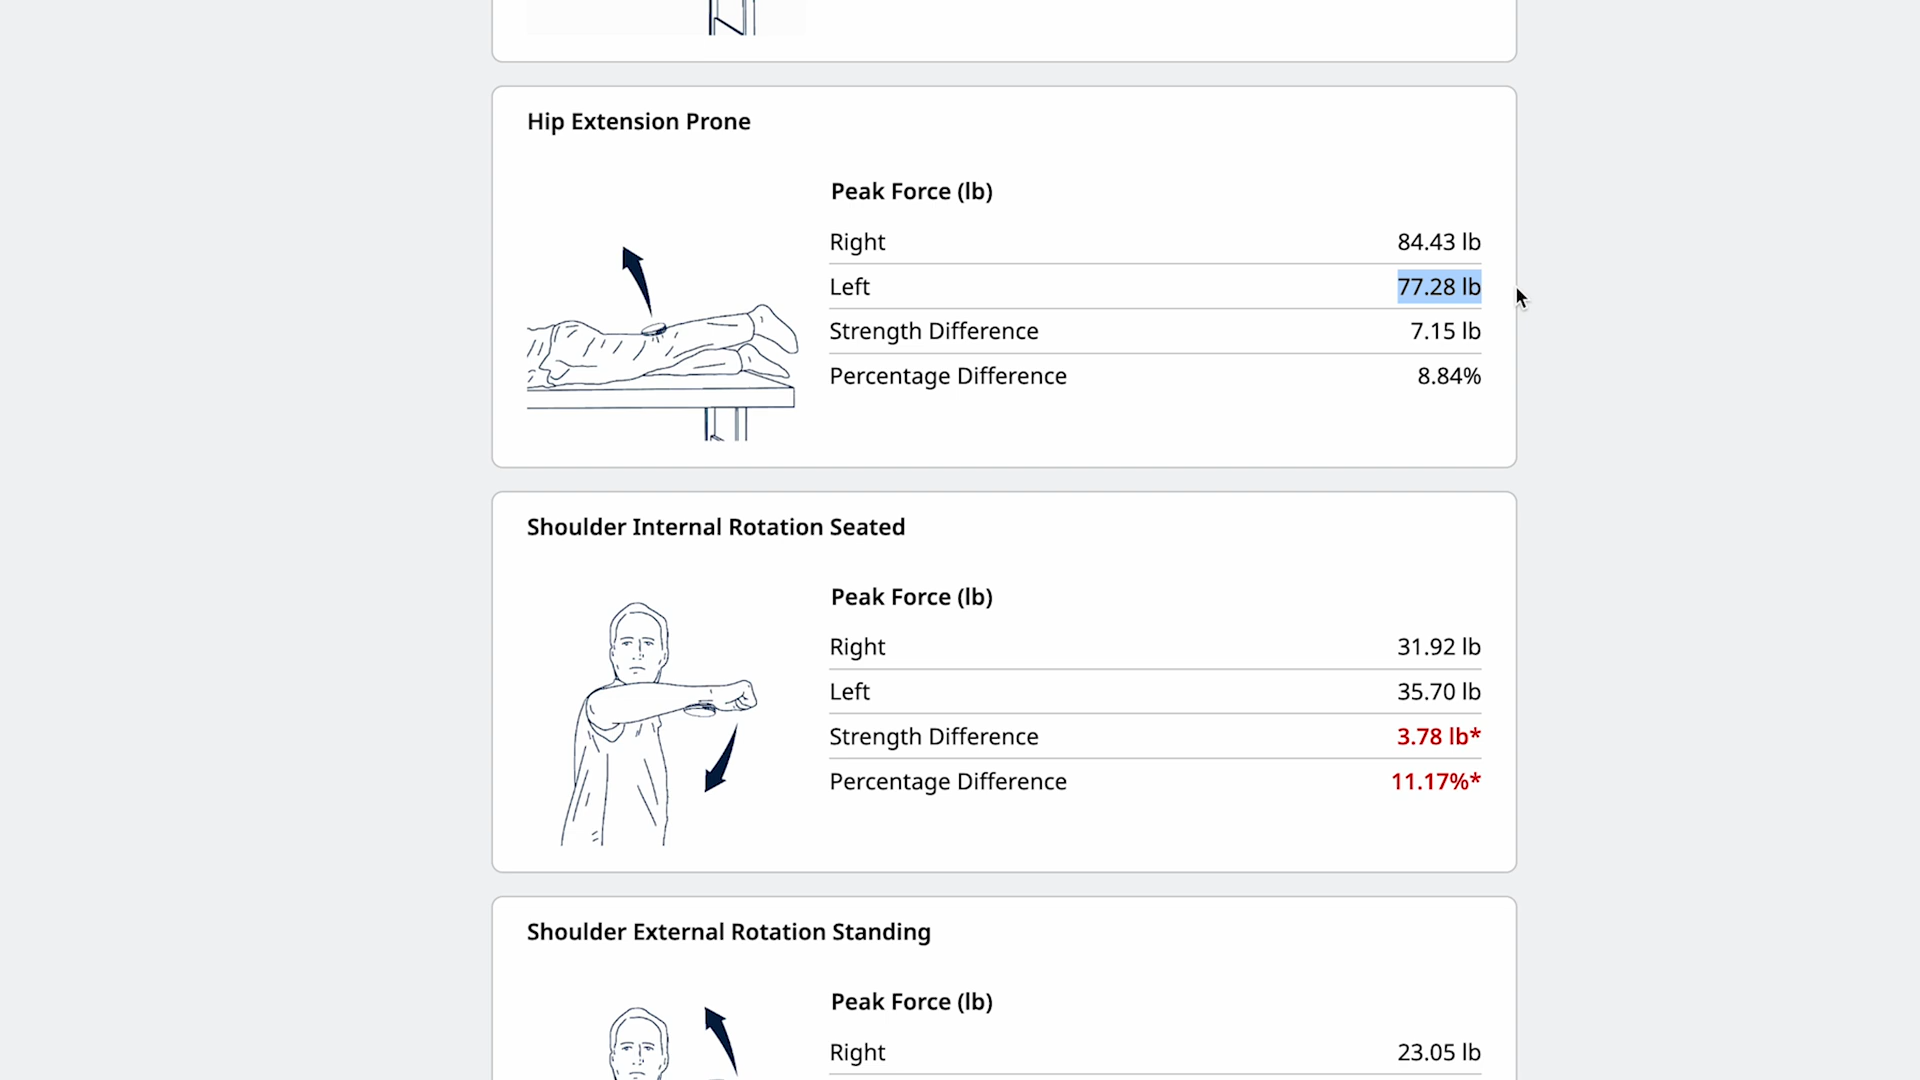 Hip Extension Prone
Peak Force (lb)
Right 84.43 lb
Left 77.28 lb
Strength Difference 7.15 lb
Percentage Difference 8.84%
Shoulder Internal Rotation Seated
Peak Force (lb)
Right 31.92 lb
Left 35.70 lb
Strength Difference 3.78 lb*
Percentage Difference 11.17%*
Shoulder External Rotation Standing
Peak Force (lb)
Right 23.05 lb